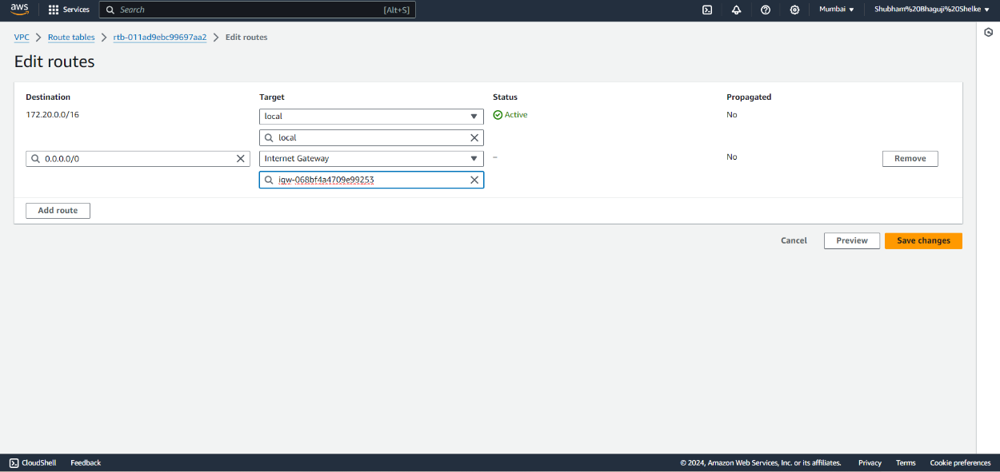 aws Services Search [Alt+S] Mumbai Shubham%20Bhaguji%20Shelke
VPC Route tables rtb-011ad9ebc99697aa2 Edit routes
Edit routes
Destination Target Status Propagated
172.20.0.0/16 local Active No
local
0.0.0.0/0 Internet Gateway – No Remove
igw-068bf4a4709e99253
Add route
Cancel Preview Save changes
CloudShell Feedback © 2024, Amazon Web Services, Inc. or its affiliates. Privacy Terms Cookie preferences